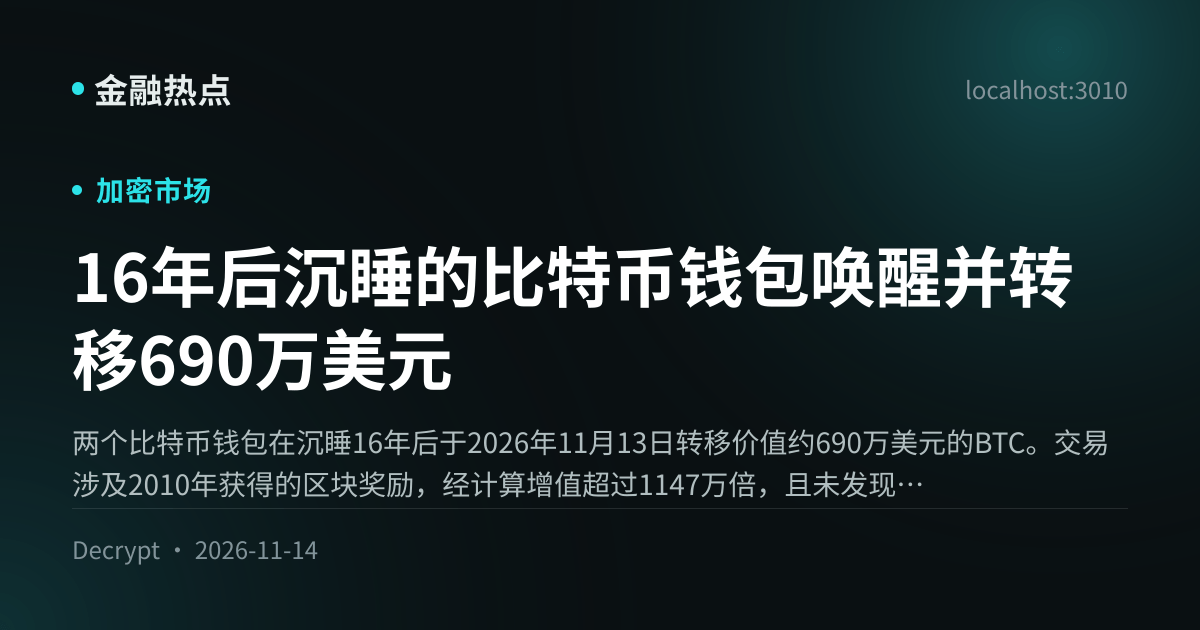 金融热点
localhost:3010
加密市场
16年后沉睡的比特币钱包唤醒并转
移690万美元
两个比特币钱包在沉睡16年后于2026年11月13日转移价值约690万美元的BTC。交易
涉及2010年获得的区块奖励，经计算增值超过1147万倍，且未发现…
Decrypt • 2026-11-14